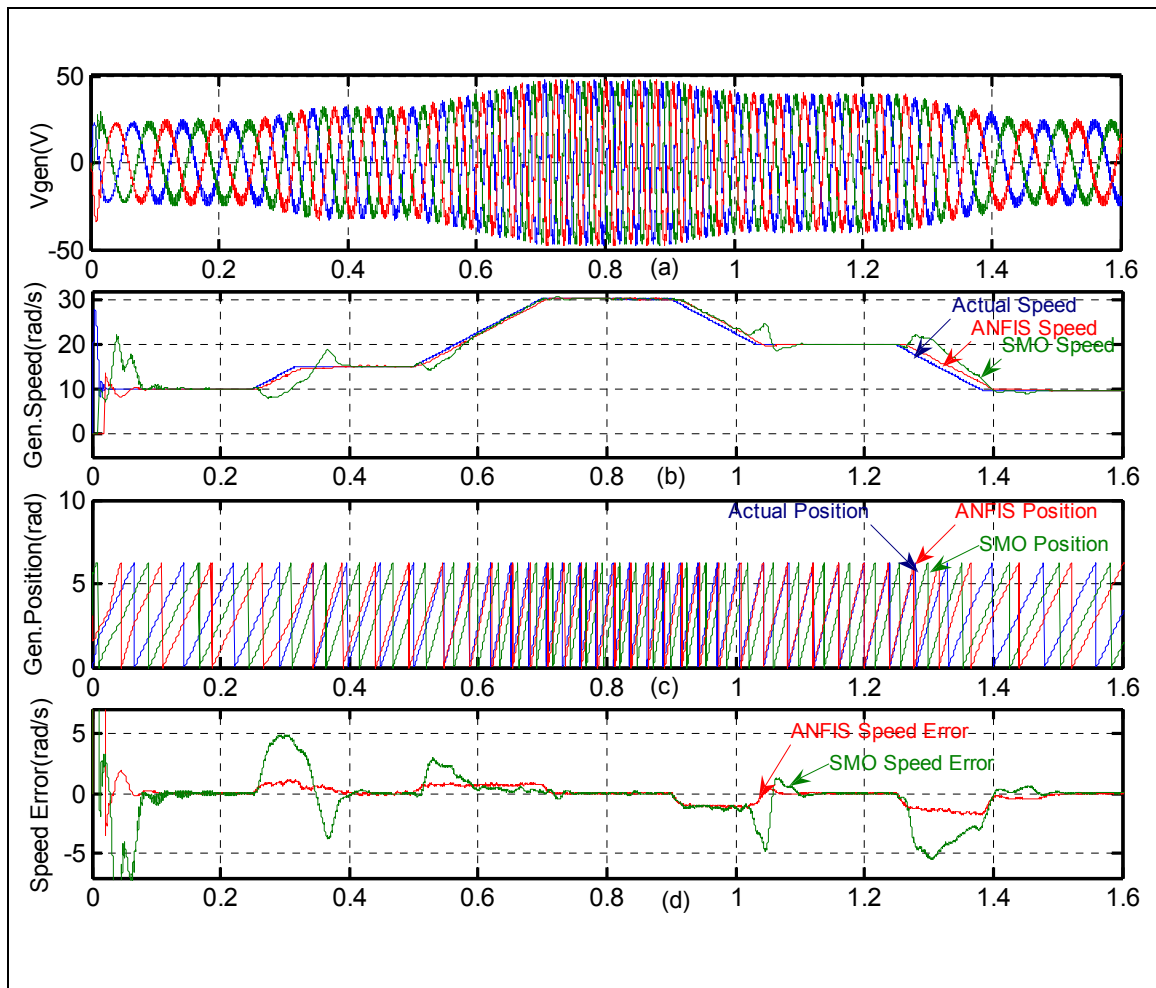 50
0
-50
Vgen(V)
0 0.2 0.4 0.6 0.8 1 1.2 1.4 1.6
(a)
30
20
10
0
Gen.Speed(rad/s)
Actual Speed
ANFIS Speed
SMO Speed
0 0.2 0.4 0.6 0.8 1 1.2 1.4 1.6
(b)
10
5
0
Gen.Position(rad)
Actual Position
ANFIS Position
SMO Position
0 0.2 0.4 0.6 0.8 1 1.2 1.4 1.6
(c)
5
0
-5
Speed Error(rad/s)
ANFIS Speed Error
SMO Speed Error
0 0.2 0.4 0.6 0.8 1 1.2 1.4 1.6
(d)